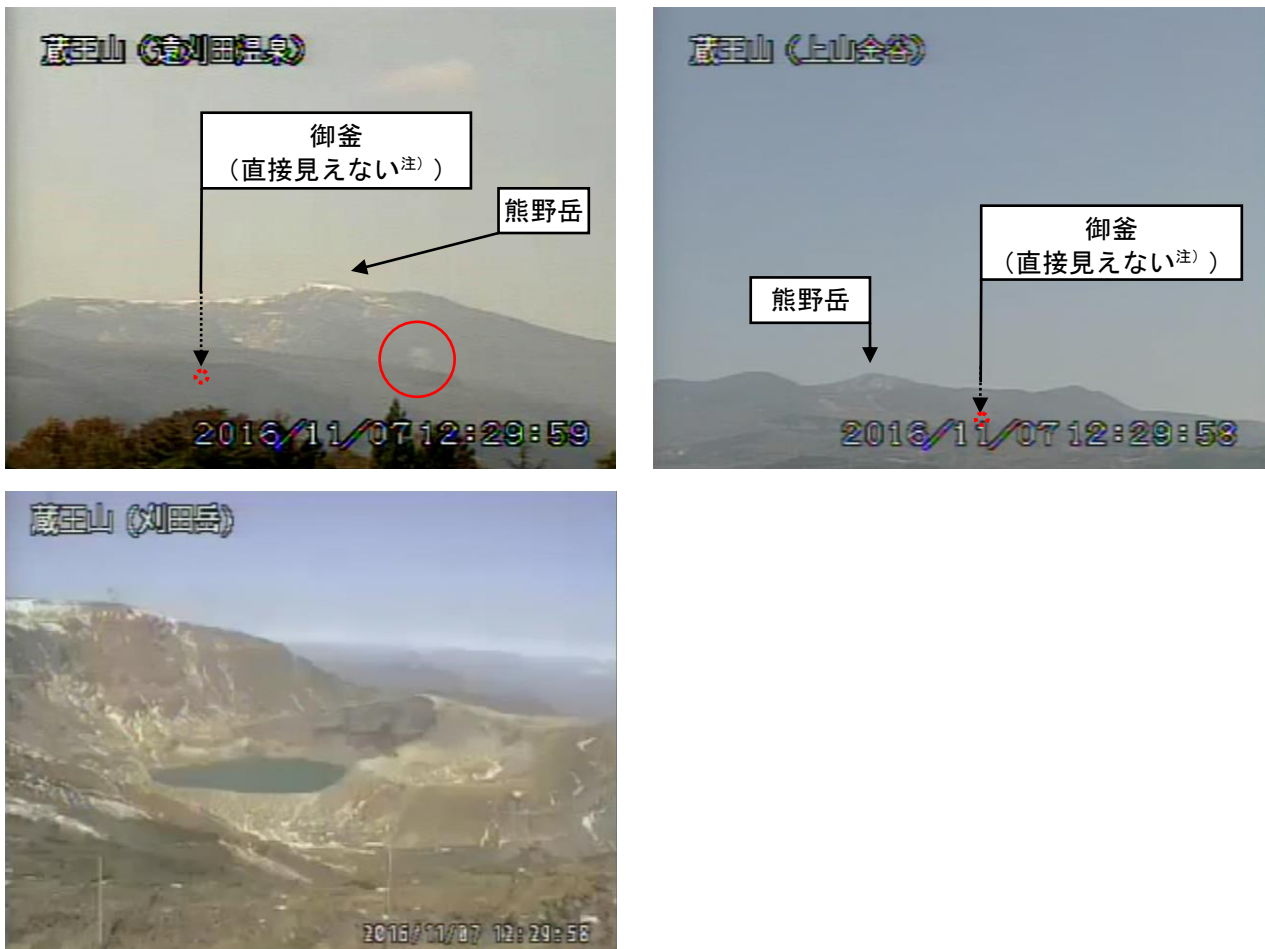 蔵王山（遠刈田温泉）
御釜
（直接見えない注））
熊野岳
2016/11/07 12:29:59
蔵王山（上山金谷）
御釜
（直接見えない注））
熊野岳
2016/11/07 12:29:58
蔵王山（刈田岳）
2016/11/07 12:29:58